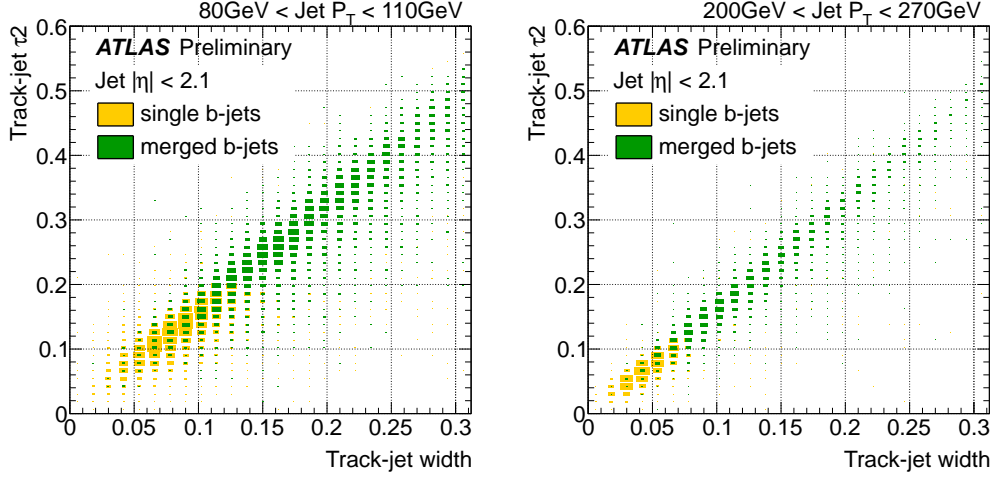 80GeV < Jet P_T < 110GeV
Track-jet τ2
0.6
0.5
0.4
0.3
0.2
0.1
0
ATLAS Preliminary
Jet |η| < 2.1
single b-jets
merged b-jets
0 0.05 0.1 0.15 0.2 0.25 0.3
Track-jet width
200GeV < Jet P_T < 270GeV
Track-jet τ2
0.6
0.5
0.4
0.3
0.2
0.1
0
ATLAS Preliminary
Jet |η| < 2.1
single b-jets
merged b-jets
0 0.05 0.1 0.15 0.2 0.25 0.3
Track-jet width